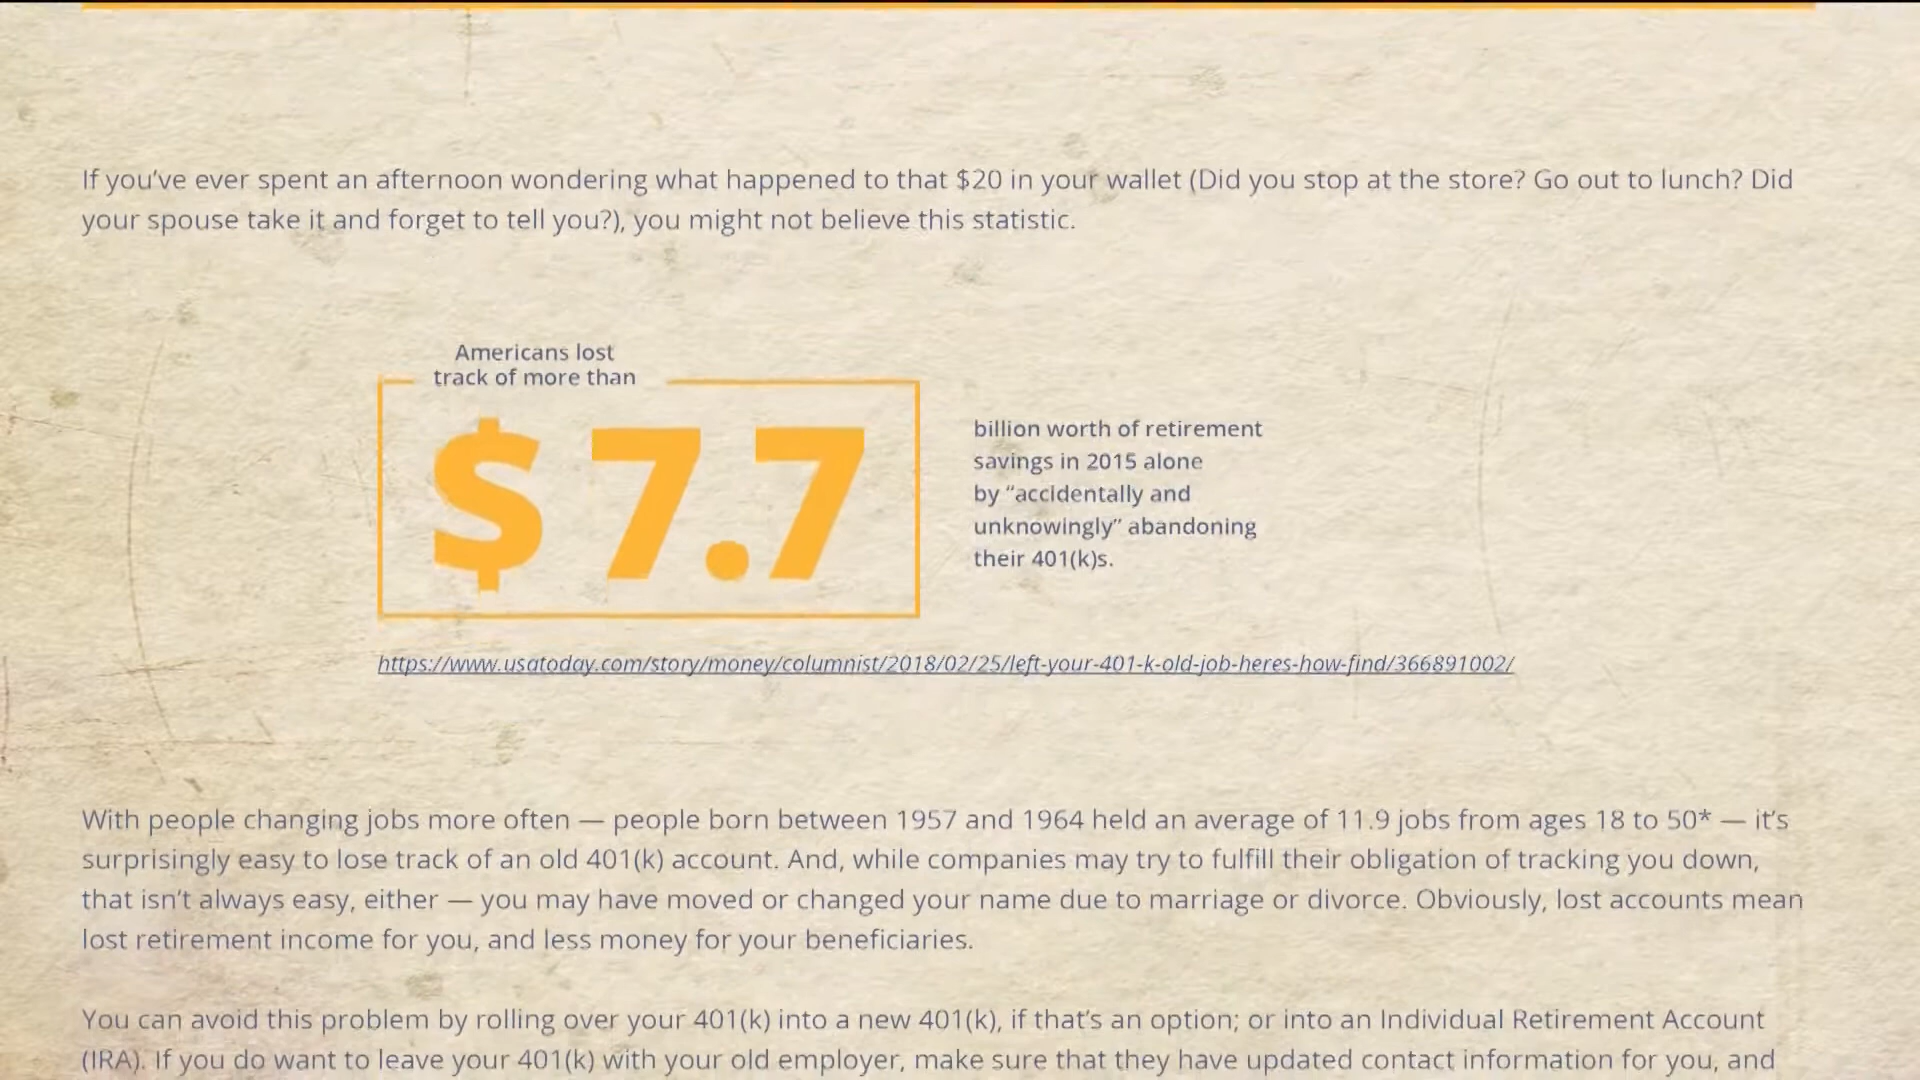 If you've ever spent an afternoon wondering what happened to that $20 in your wallet (Did you stop at the store? Go out to lunch? Did
your spouse take it and forget to tell you?), you might not believe this statistic.
Americans lost
track of more than
$7.7
billion worth of retirement
savings in 2015 alone
by “accidentally and
unknowingly” abandoning
their 401(k)s.
https://www.usatoday.com/story/money/columnist/2018/02/25/left-your-401-k-old-job-heres-how-find/366891002/
With people changing jobs more often — people born between 1957 and 1964 held an average of 11.9 jobs from ages 18 to 50* — it's
surprisingly easy to lose track of an old 401(k) account. And, while companies may try to fulfill their obligation of tracking you down,
that isn't always easy, either — you may have moved or changed your name due to marriage or divorce. Obviously, lost accounts mean
lost retirement income for you, and less money for your beneficiaries.
You can avoid this problem by rolling over your 401(k) into a new 401(k), if that's an option; or into an Individual Retirement Account
(IRA). If you do want to leave your 401(k) with your old employer, make sure that they have updated contact information for you, and